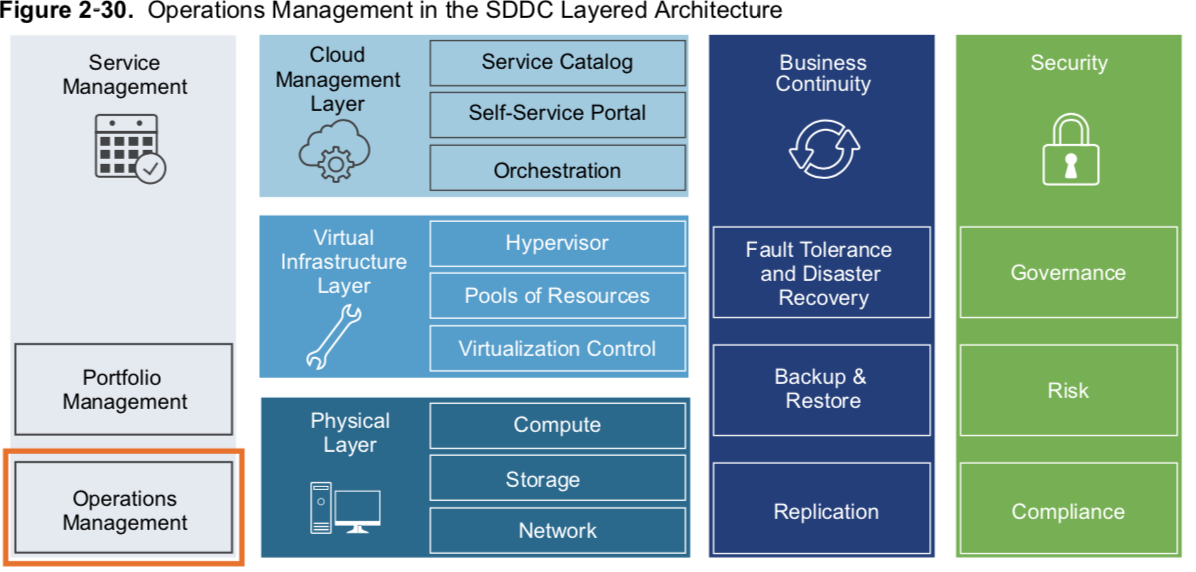 Figure 2-30. Operations Management in the SDDC Layered Architecture
Service
Management
Portfolio
Management
Operations
Management
Cloud
Management
Layer
Service Catalog
Self-Service Portal
Orchestration
Virtual
Infrastructure
Layer
Hypervisor
Pools of Resources
Virtualization Control
Physical
Layer
Compute
Storage
Network
Business
Continuity
Fault Tolerance
and Disaster
Recovery
Backup &
Restore
Replication
Security
Governance
Risk
Compliance